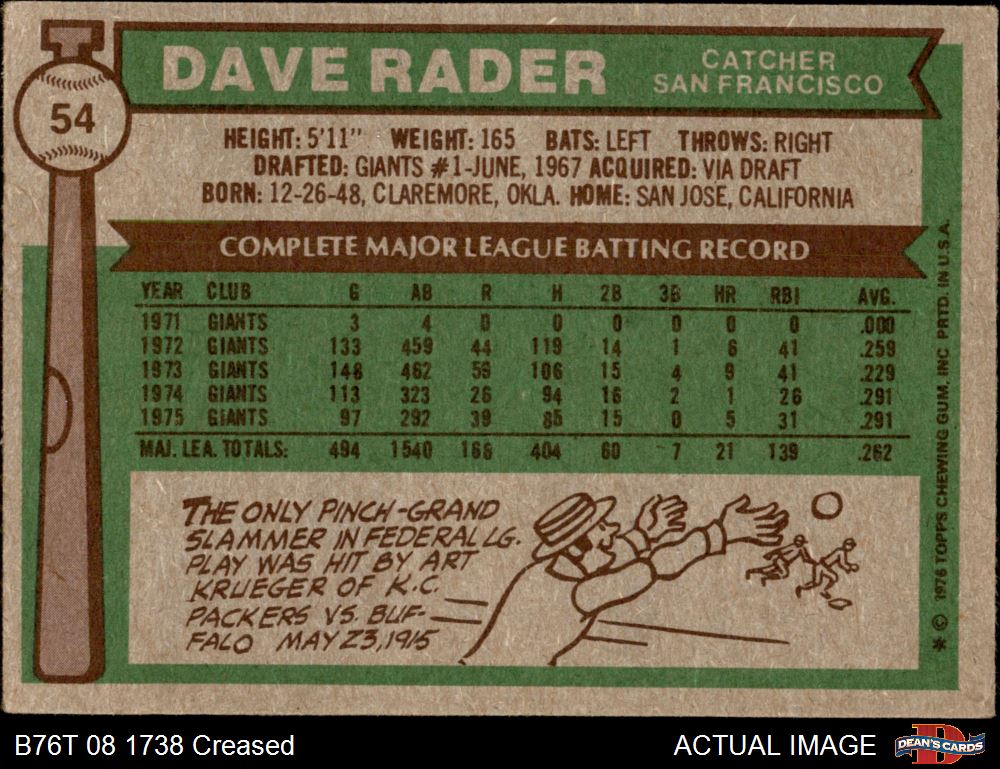 54
DAVE RADER
CATCHER
SAN FRANCISCO
HEIGHT: 5'11" WEIGHT: 165 BATS: LEFT THROWS: RIGHT
DRAFTED: GIANTS #1-JUNE, 1967 ACQUIRED: VIA DRAFT
BORN: 12-26-48, CLAREMORE, OKLA. HOME: SAN JOSE, CALIFORNIA
COMPLETE MAJOR LEAGUE BATTING RECORD
YEAR CLUB G AB R H 2B 3B HR RBI AVG.
1971 GIANTS 3 4 0 0 0 0 0 0 .000
1972 GIANTS 133 459 44 119 14 1 6 41 .259
1973 GIANTS 148 462 59 106 15 4 9 41 .229
1974 GIANTS 113 323 26 94 16 2 1 26 .291
1975 GIANTS 97 292 39 85 15 0 5 31 .291
MAJ. LEA. TOTALS: 494 1540 168 404 60 7 21 139 .262
THE ONLY PINCH-GRAND
SLAMMER IN FEDERAL LG.
PLAY WAS HIT BY ART
KRUEGER OF K.C.
PACKERS VS. BUF-
FALO MAY 23, 1915
* © 1976 TOPPS CHEWING GUM, INC PRTD. IN U.S.A.
B76T 08 1738 Creased
ACTUAL IMAGE
D
DEAN'S CARDS